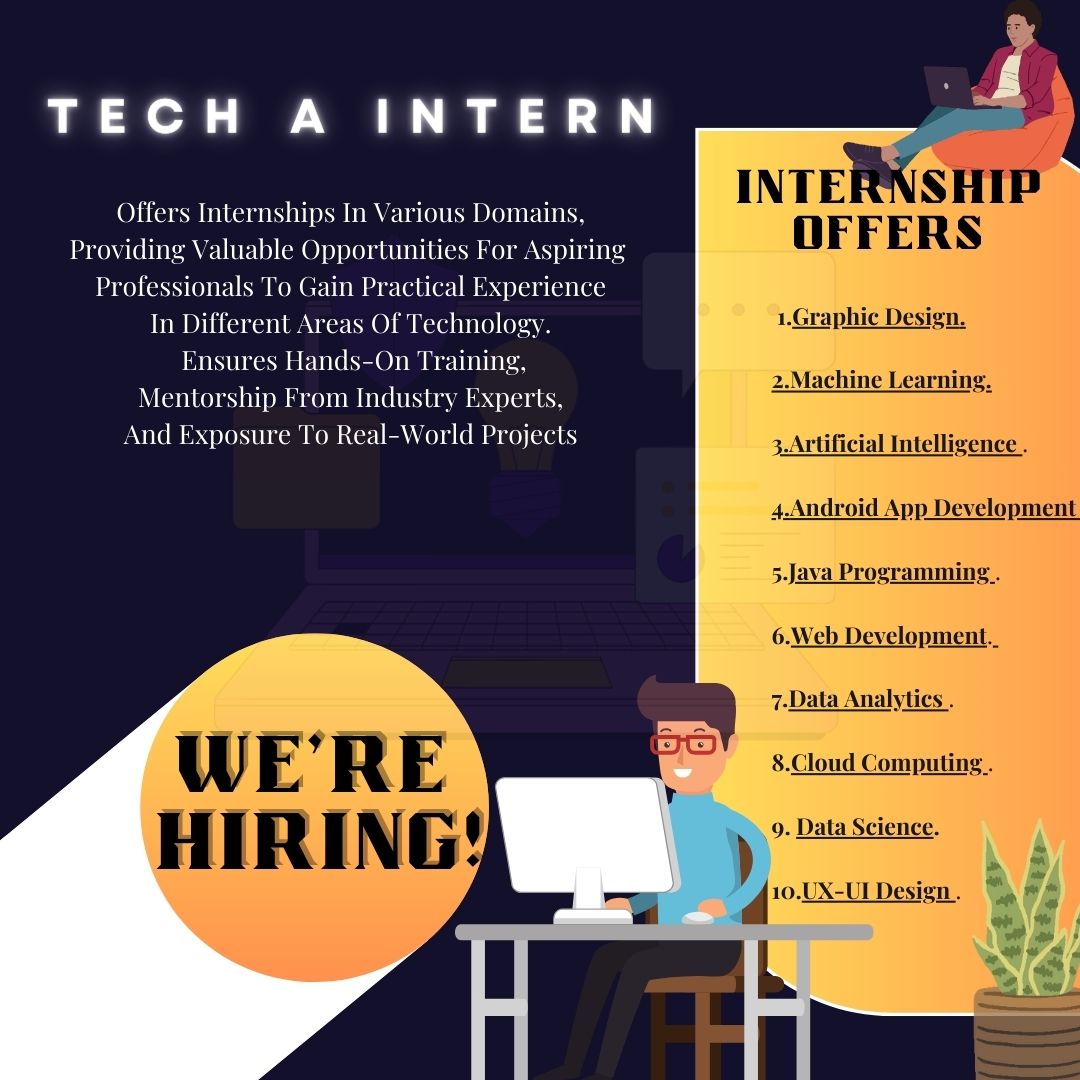 TECH A INTERN
Offers Internships In Various Domains,
Providing Valuable Opportunities For Aspiring
Professionals To Gain Practical Experience
In Different Areas Of Technology.
Ensures Hands-On Training,
Mentorship From Industry Experts,
And Exposure To Real-World Projects
WE'RE
HIRING!
INTERNSHIP
OFFERS
1.Graphic Design.
2.Machine Learning.
3.Artificial Intelligence .
4.Android App Development
5.Java Programming .
6.Web Development.
7.Data Analytics .
8.Cloud Computing .
9. Data Science.
10.UX-UI Design .